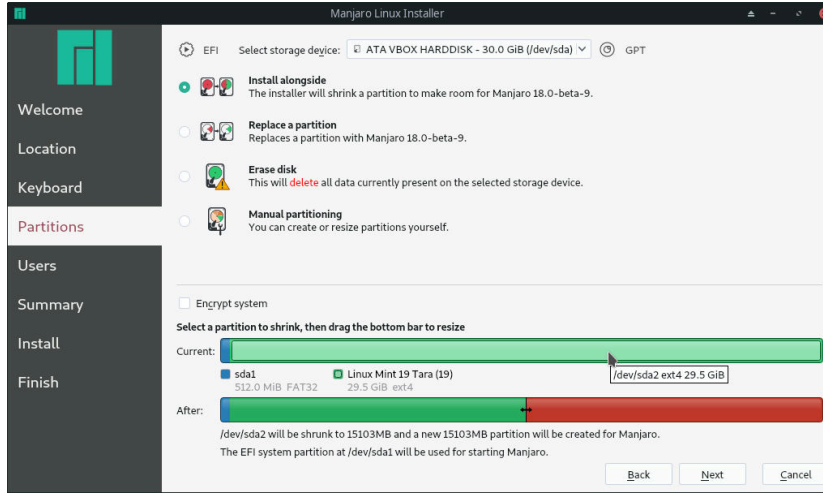 Manjaro Linux Installer
EFI Select storage device: ATA VBOX HARDDISK - 30.0 GiB (/dev/sda) GPT
Install alongside
The installer will shrink a partition to make room for Manjaro 18.0-beta-9.
Replace a partition
Replaces a partition with Manjaro 18.0-beta-9.
Erase disk
This will delete all data currently present on the selected storage device.
Manual partitioning
You can create or resize partitions yourself.
Welcome
Location
Keyboard
Partitions
Users
Summary
Install
Finish
Encrypt system
Select a partition to shrink, then drag the bottom bar to resize
Current:
sda1 Linux Mint 19 Tara (19)
512.0 MiB FAT32 29.5 GiB ext4
/dev/sda2 ext4 29.5 GiB
After:
/dev/sda2 will be shrunk to 15103MB and a new 15103MB partition will be created for Manjaro.
The EFI system partition at /dev/sda1 will be used for starting Manjaro.
Back Next Cancel